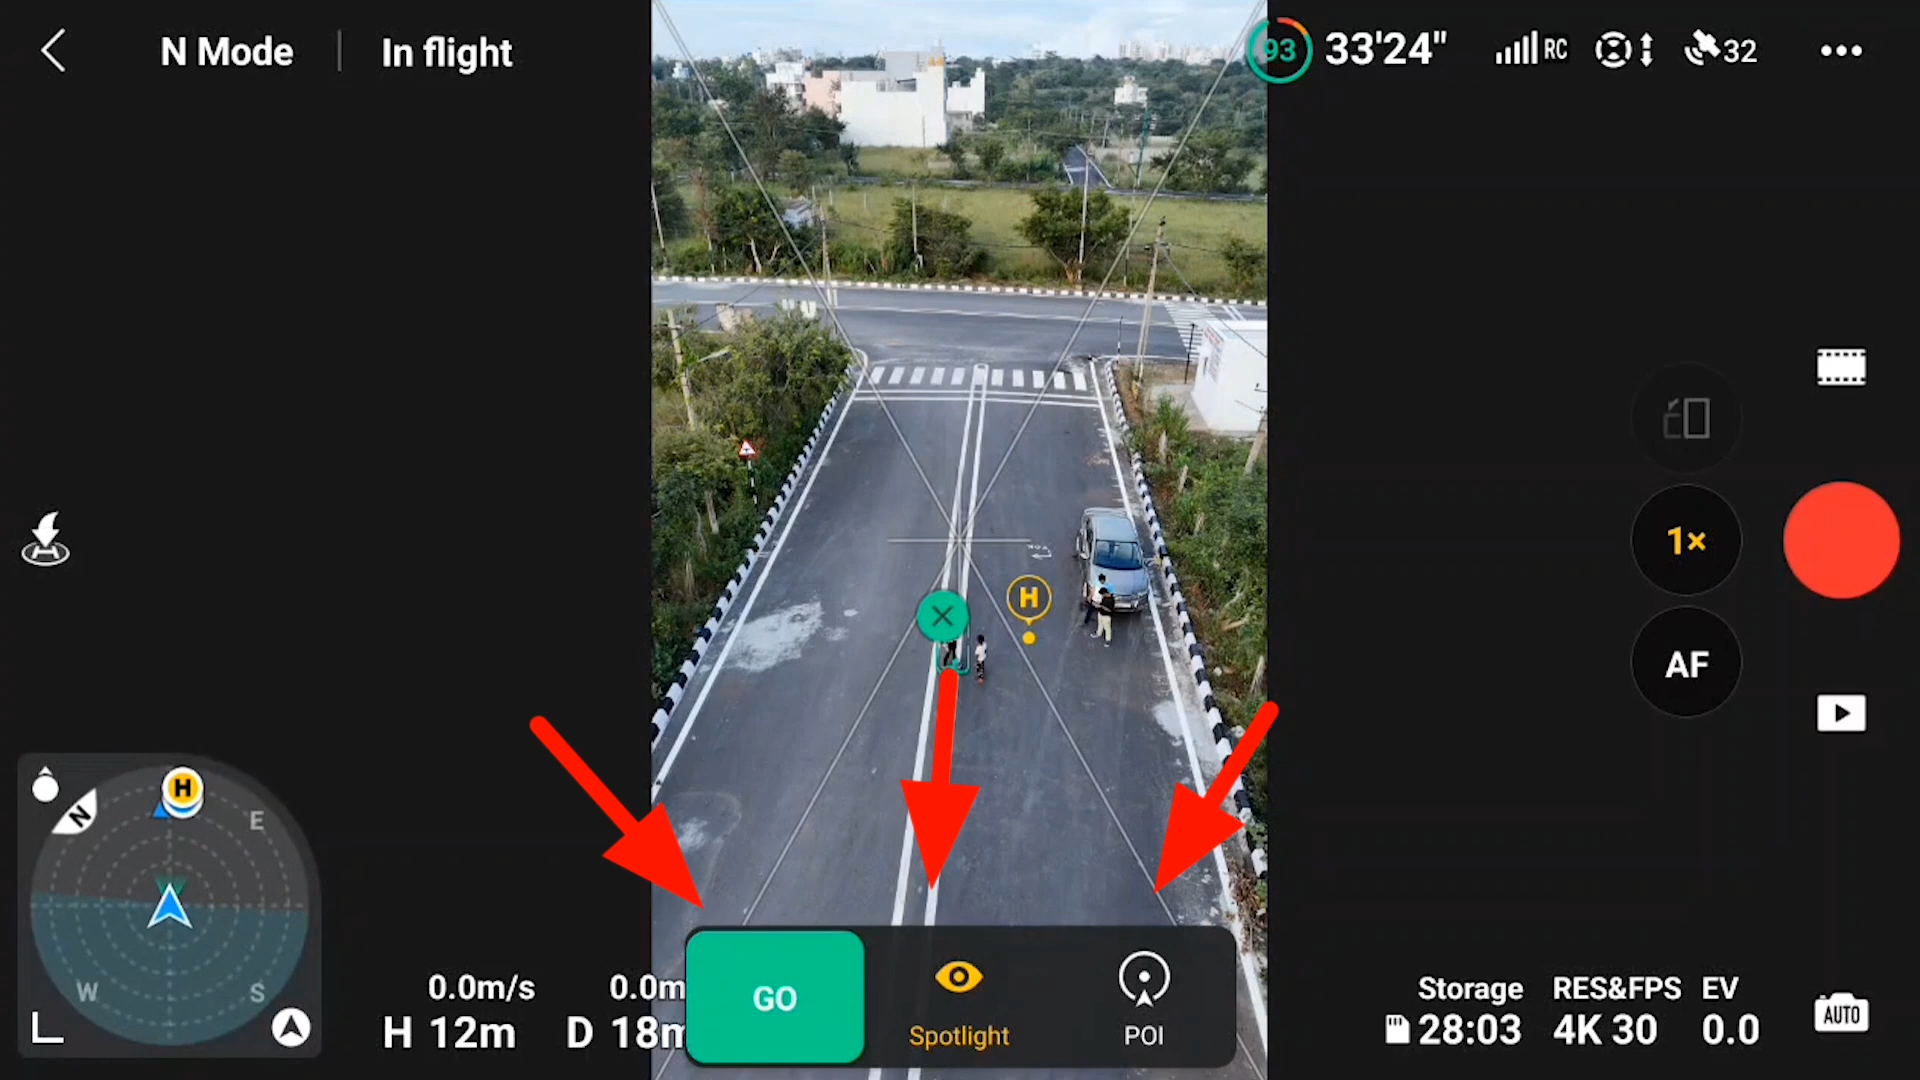 N Mode
In flight
93
33'24"
RC
32
H
1×
AF
H
N
E
W
S
0.0m/s
0.0m
H 12m
D 18m
GO
Spotlight
POI
Storage
28:03
RES&FPS
4K 30
EV
0.0
AUTO